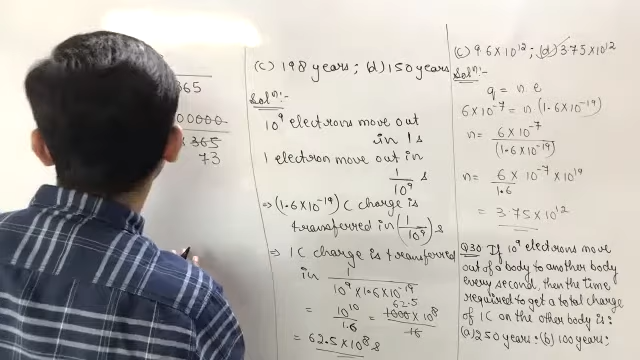 365
00000
× 365
73
(c) 198 years; (d) 150 years
Solⁿ:-
10⁹ electrons move out
in 1s
1 electron move out in
1/10⁹ s
⇒ (1.6×10⁻¹⁹) C charge is
transferred in (1/10⁹) s
⇒ 1C charge is transferred
in 1/(10⁹ × 1.6×10⁻¹⁹)
= 10¹⁰/1.6 = 1000 × 10⁸/16 62.5
= 62.5 × 10⁸ s
(c) 9.6×10¹²; (d) 3.75×10¹²
Solⁿ:-
q = n e
6×10⁻⁷ = n (1.6×10⁻¹⁹)
n = 6×10⁻⁷/(1.6×10⁻¹⁹)
n = 6/1.6 × 10⁻⁷ × 10¹⁹
= 3.75×10¹²
Q30 If 10⁹ electrons move
out of a body to another body
every second, then the time
required to get a total charge
of 1C on the other body is:
(a) 250 years; (b) 100 years;